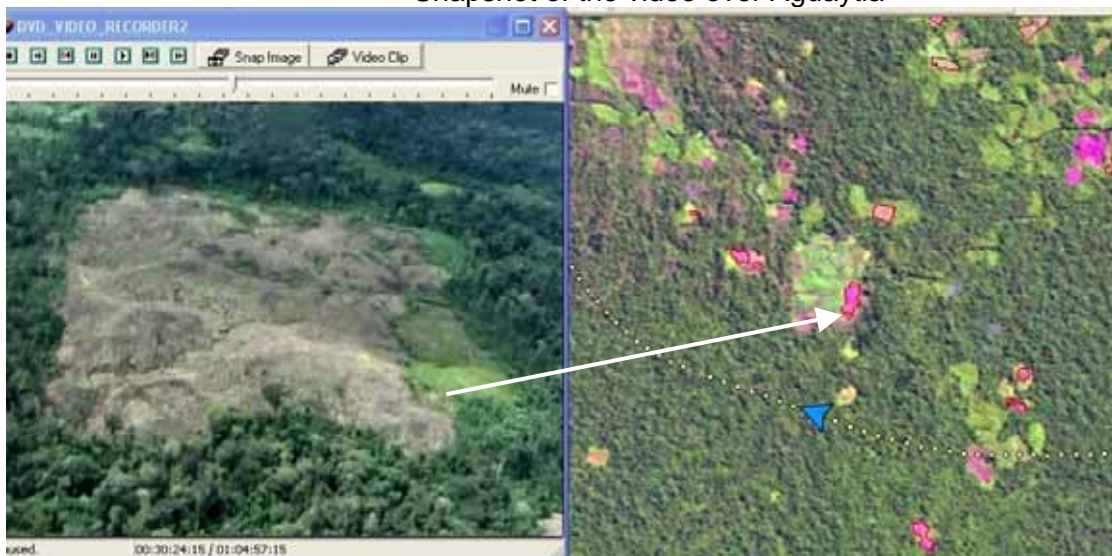 Snapshot of the video over Aguaytia
DVD_VIDEO_RECORDER2
Snap Image Video Clip
Mute
00:30:24:15 / 01:04:57:15